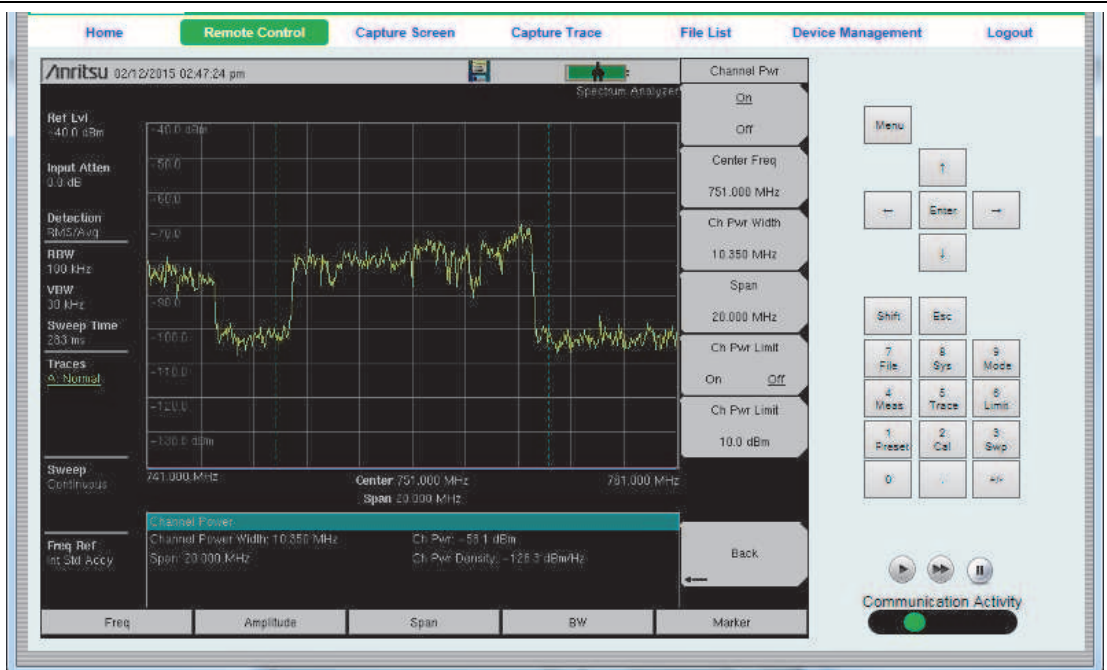 Home Remote Control Capture Screen Capture Trace File List Device Management Logout
Anritsu 02/12/2015 02:47:24 pm
Spectrum Analyzer
Ref Lvl
-40.0 dBm
Input Atten
0.0 dB
Detection
RMS/Avg
RBW
100 kHz
VBW
30 kHz
Sweep Time
283 ms
Traces
A: Normal
Sweep
Continuous
Freq Ref
Int Std Accy
-40.0 dBm
-50.0
-60.0
-70.0
-90.0
-100.0
-110.0
-120.0
-130.0 dBm
741.000 MHz Center 751.000 MHz 761.000 MHz
Span 20.000 MHz
Channel Power
Channel Power Width: 10.350 MHz Ch Pwr: -56.1 dBm
Span: 20.000 MHz Ch Pwr Density: -126.3 dBm/Hz
Freq Amplitude Span BW Marker
Channel Pwr
On
Off
Center Freq
751.000 MHz
Ch Pwr Width
10.350 MHz
Span
20.000 MHz
Ch Pwr Limit
On Off
Ch Pwr Limit
10.0 dBm
Back
Menu
↑
← Enter →
↓
Shift Esc
7 8 9
File Sys Mode
4 5 6
Meas Trace Limit
1 2 3
Preset Cal Swp
0 . +/-
Communication Activity